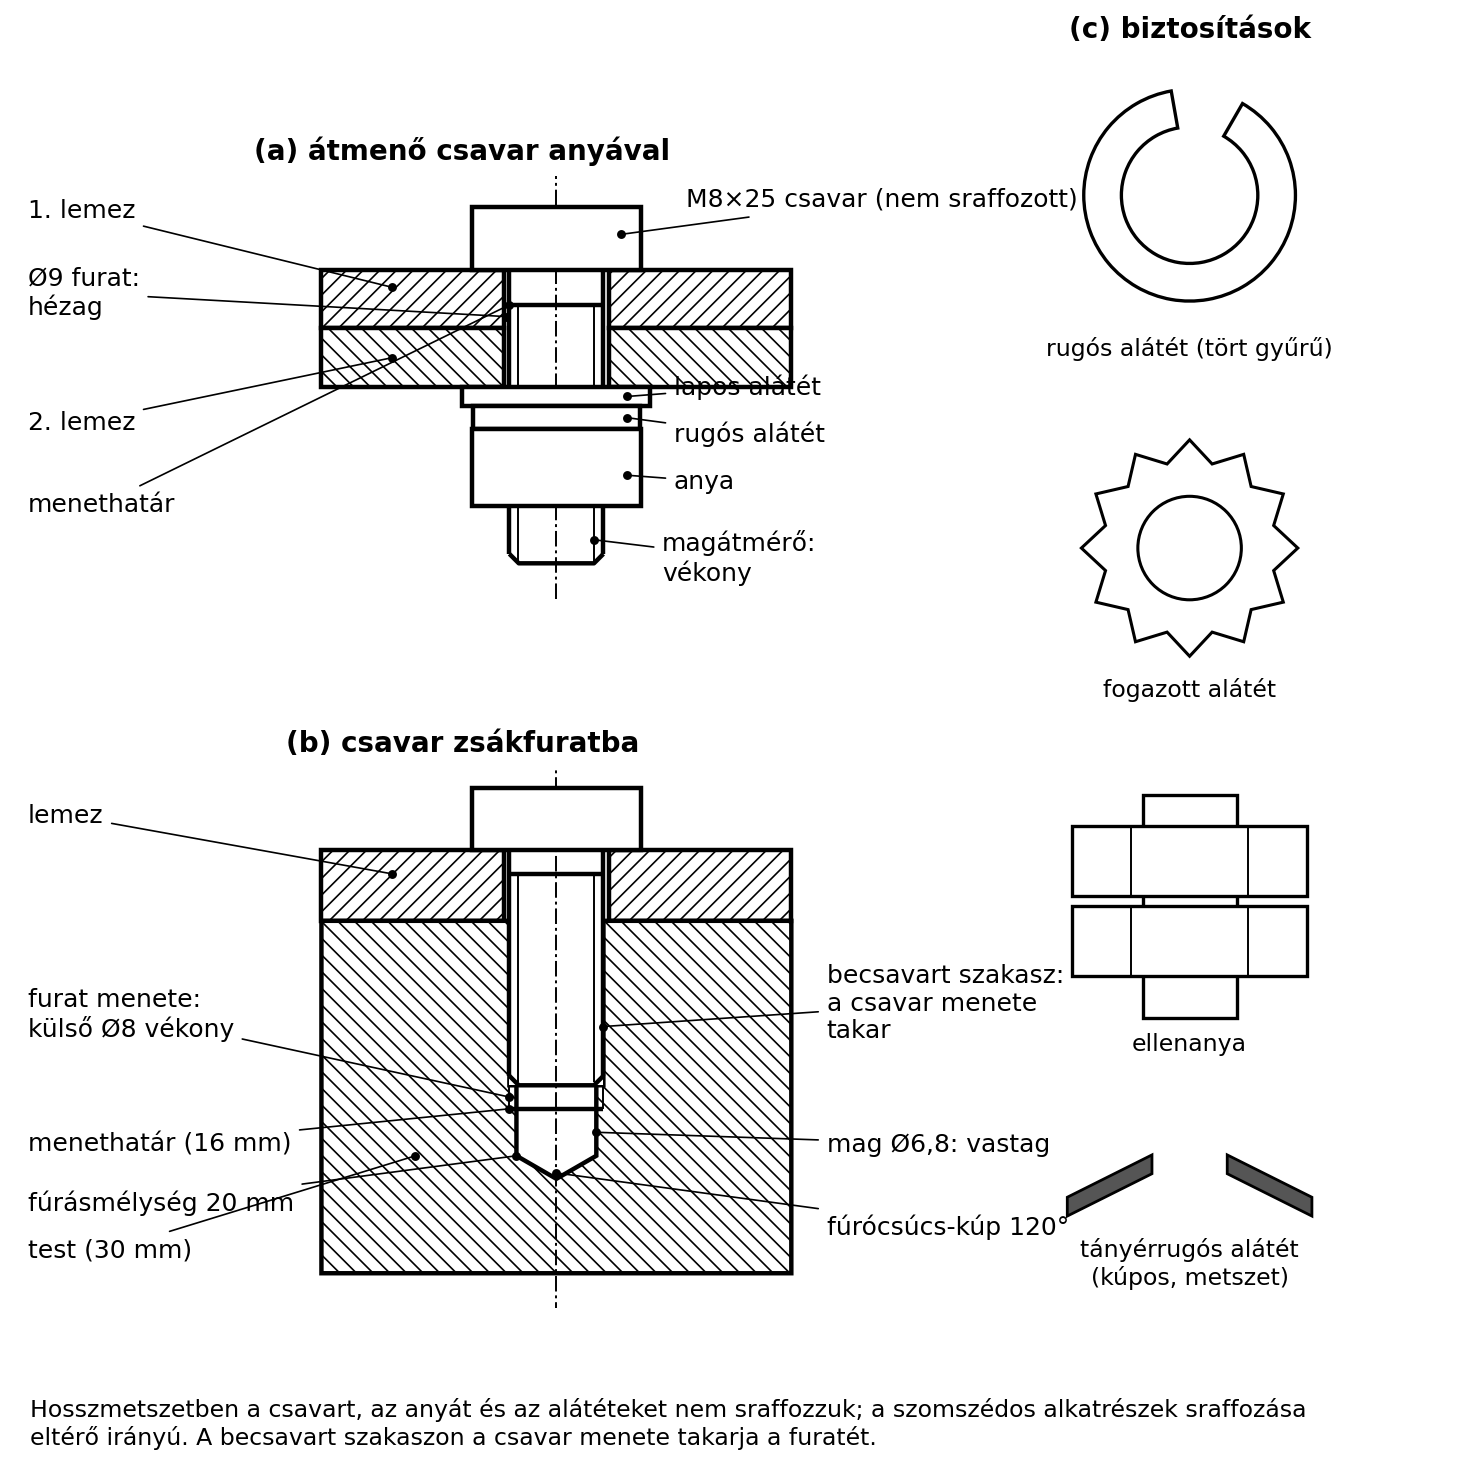 (c) biztosítások
(a) átmenő csavar anyával
1. lemez
M8×25 csavar (nem sraffozott)
Ø9 furat:
hézag
2. lemez
menethatár
lapos alátét
rugós alátét
anya
magátmérő:
vékony
rugós alátét (tört gyűrű)
fogazott alátét
(b) csavar zsákfuratba
lemez
furat menete:
külső Ø8 vékony
menethatár (16 mm)
fúrásmélység 20 mm
test (30 mm)
becsavart szakasz:
a csavar menete
takar
mag Ø6,8: vastag
fúrócsúcs-kúp 120°
ellenanya
tányérrugós alátét
(kúpos, metszet)
Hosszmetszetben a csavart, az anyát és az alátéteket nem sraffozzuk; a szomszédos alkatrészek sraffozása
eltérő irányú. A becsavart szakaszon a csavar menete takarja a furatét.